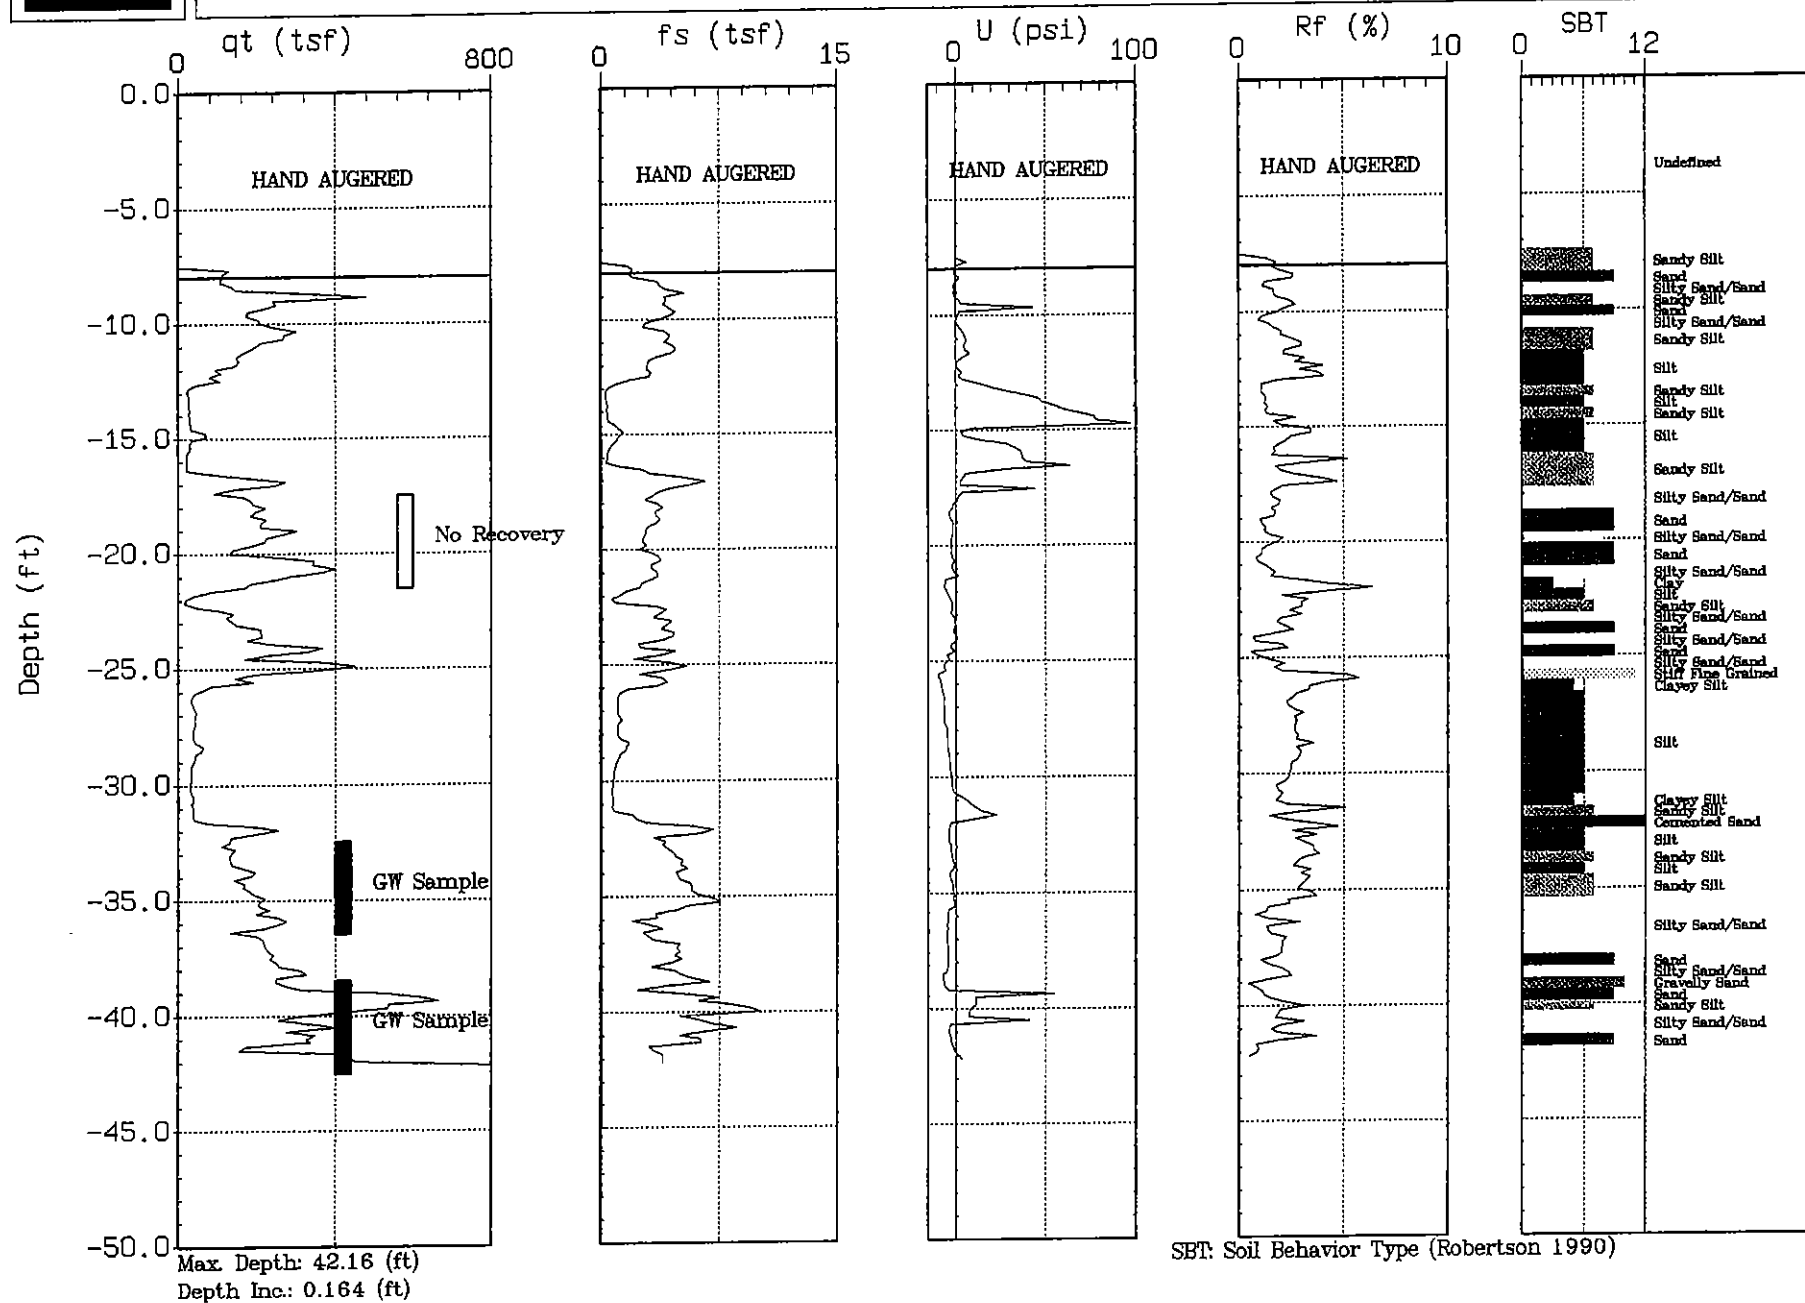 qt (tsf)
0 800
fs (tsf)
0 15
U (psi)
0 100
Rf (%)
0 10
SBT
0 12
Depth (ft)
0.0
-5.0
-10.0
-15.0
-20.0
-25.0
-30.0
-35.0
-40.0
-45.0
-50.0
HAND AUGERED
HAND AUGERED
HAND AUGERED
HAND AUGERED
No Recovery
GW Sample
GW Sample
Undefined
Sandy Silt
Sand
Silty Sand/Sand
Sandy Silt
Sand
Silty Sand/Sand
Sandy Silt
Silt
Sandy Silt
Silt
Sandy Silt
Silt
Sandy Silt
Silty Sand/Sand
Sand
Silty Sand/Sand
Sand
Silty Sand/Sand
Clay
Silt
Sandy Silt
Silty Sand/Sand
Sand
Silty Sand/Sand
Sand
Silty Sand/Sand
Stiff Fine Grained
Clayey Silt
Silt
Clayey Silt
Sandy Silt
Cemented Sand
Silt
Sandy Silt
Silt
Sandy Silt
Silty Sand/Sand
Sand
Silty Sand/Sand
Gravelly Sand
Sand
Sandy Silt
Silty Sand/Sand
Sand
Max. Depth: 42.16 (ft)
Depth Inc.: 0.164 (ft)
SBT: Soil Behavior Type (Robertson 1990)